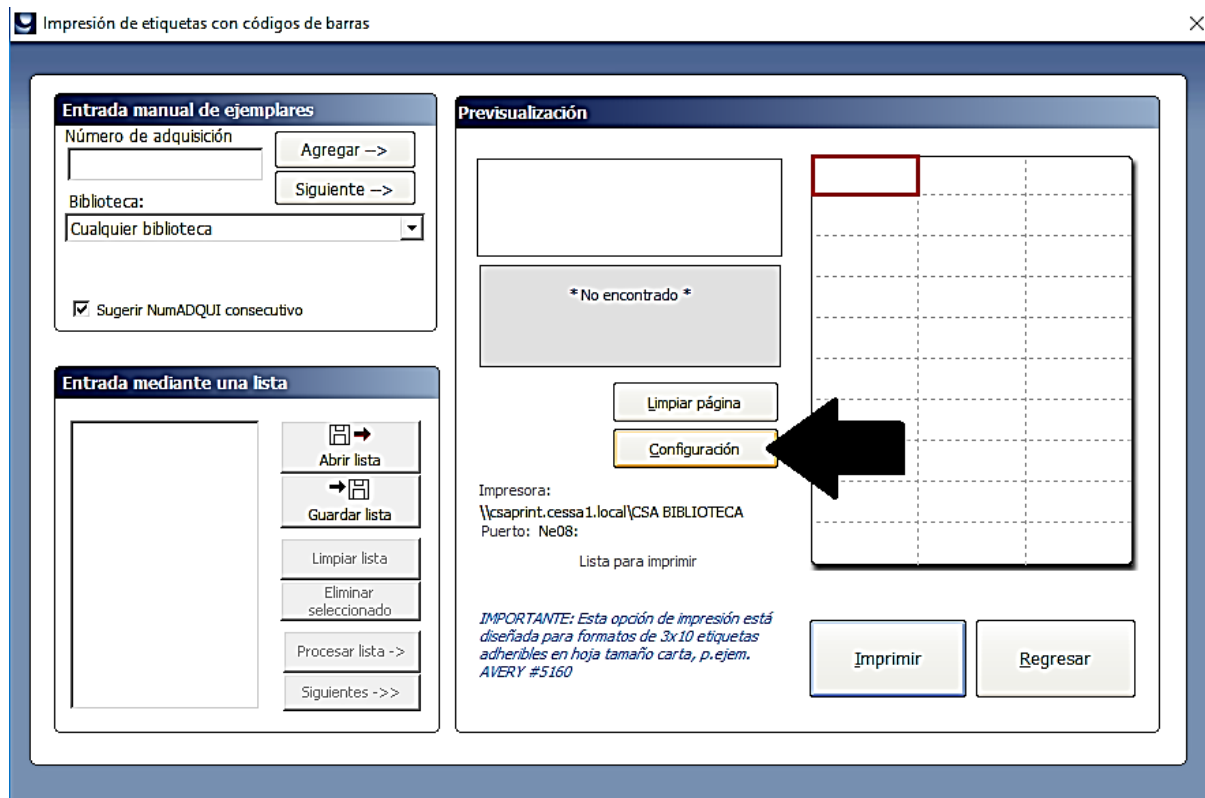 Impresión de etiquetas con códigos de barras
Entrada manual de ejemplares
Número de adquisición
Agregar -->
Siguiente -->
Biblioteca:
Cualquier biblioteca
Sugerir NumADQUI consecutivo
Entrada mediante una lista
Abrir lista
Guardar lista
Limpiar lista
Eliminar
seleccionado
Procesar lista ->
Siguientes ->>
Previsualización
* No encontrado *
Limpiar página
Configuración
Impresora:
\\csaprint.cessa1.local\CSA BIBLIOTECA
Puerto: Ne08:
Lista para imprimir
IMPORTANTE: Esta opción de impresión está
diseñada para formatos de 3x10 etiquetas
adheribles en hoja tamaño carta, p.ejem.
AVERY #5160
Imprimir
Regresar